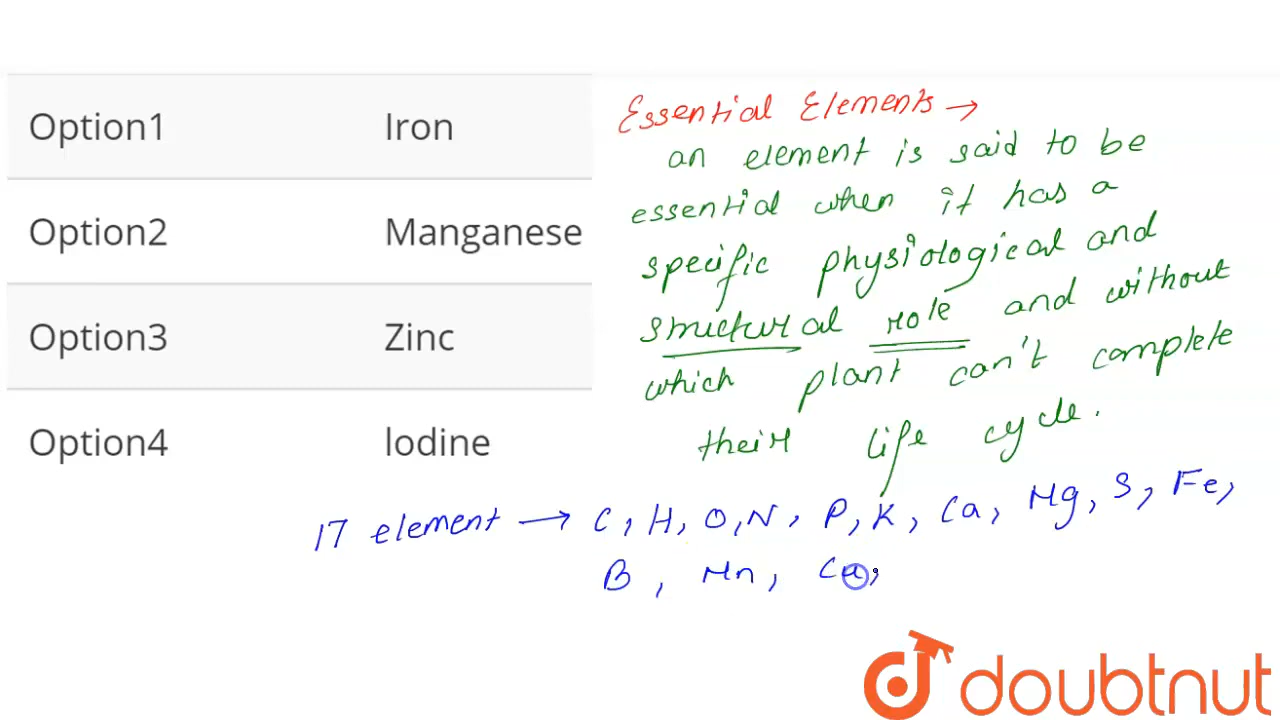 Option1 Iron
Option2 Manganese
Option3 Zinc
Option4 Iodine
Essential Elements →
an element is said to be
essential when it has a
specific physiological and
structural role and without
which plant can't complete
their life cycle.
17 element → C, H, O, N, P, K, Ca, Mg, S, Fe,
B, Mn, Cu,
doubtnut